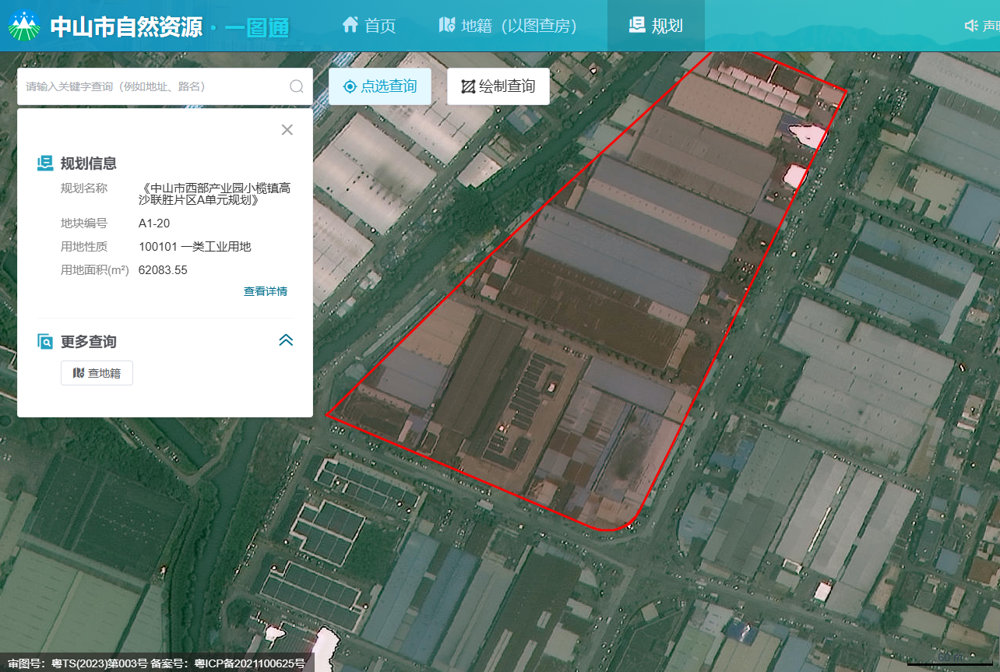 中山市自然资源·一图通
首页
地籍（以图查房）
规划
请输入关键字查询（例如地址、路名）
点选查询
绘制查询
规划信息
规划名称 《中山市西部产业园小榄镇高
沙联胜片区A单元规划》
地块编号 A1-20
用地性质 100101 一类工业用地
用地面积(m²) 62083.55
查看详情
更多查询
查地籍
审图号：粤TS(2023)第003号 备案号：粤ICP备2021100625号
60 m